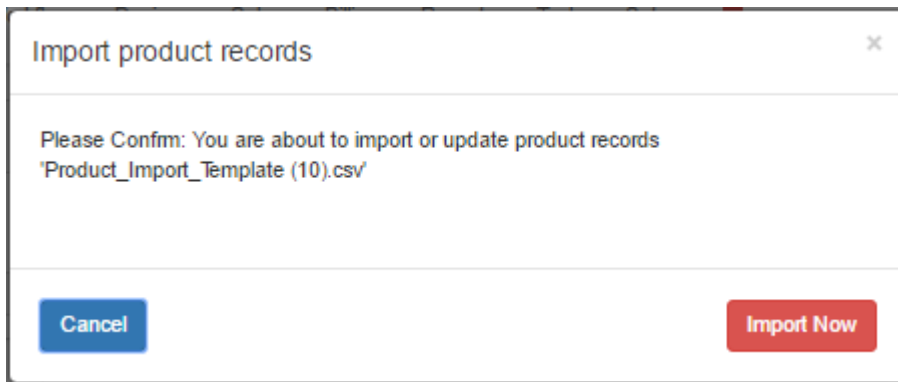 Import product records
×
Please Confrm: You are about to import or update product records
'Product_Import_Template (10).csv'
Cancel
Import Now